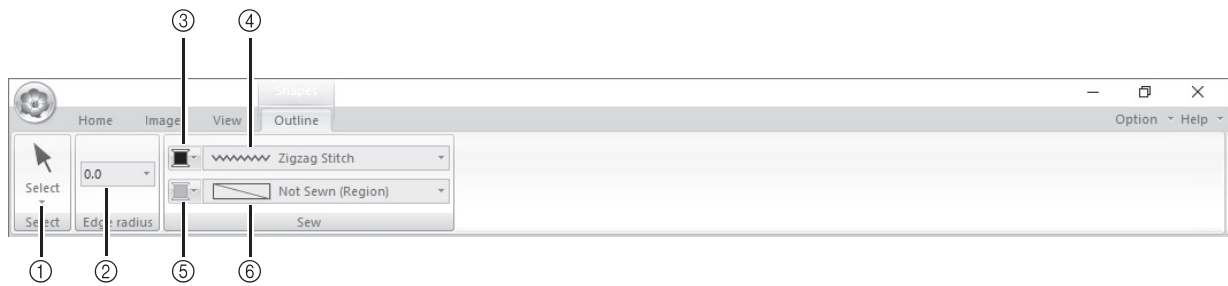 ③ ④
Shapes
Home Image View Outline Option Help
Select 0.0 Zigzag Stitch
Not Sewn (Region)
Select Edge radius Sew
① ② ⑤ ⑥